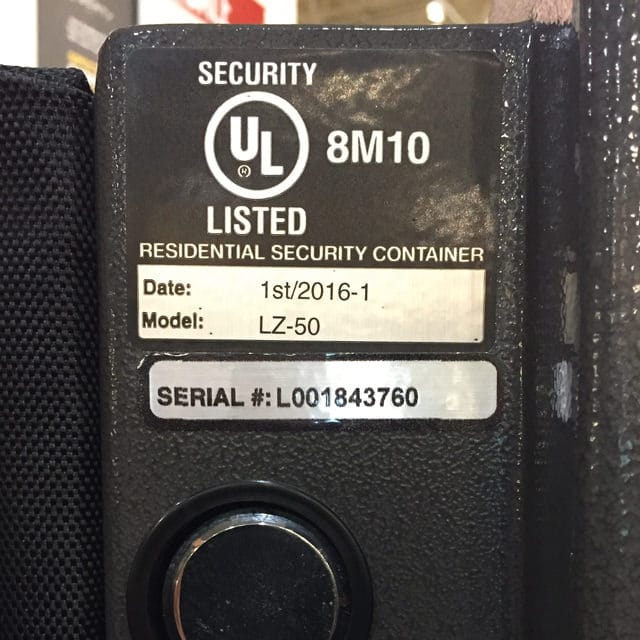 SECURITY
UL 8M10
LISTED
RESIDENTIAL SECURITY CONTAINER
Date: 1st/2016-1
Model: LZ-50
SERIAL #: L001843760